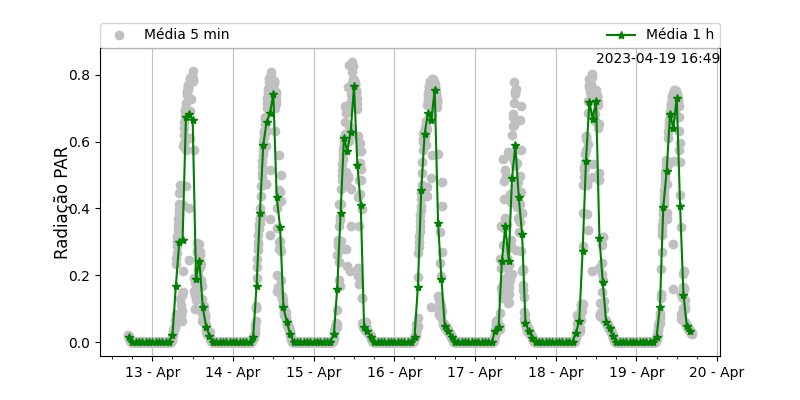 Média 5 min
Média 1 h
2023-04-19 16:49
Radiação PAR
0.8
0.6
0.4
0.2
0.0
13 - Apr
14 - Apr
15 - Apr
16 - Apr
17 - Apr
18 - Apr
19 - Apr
20 - Apr